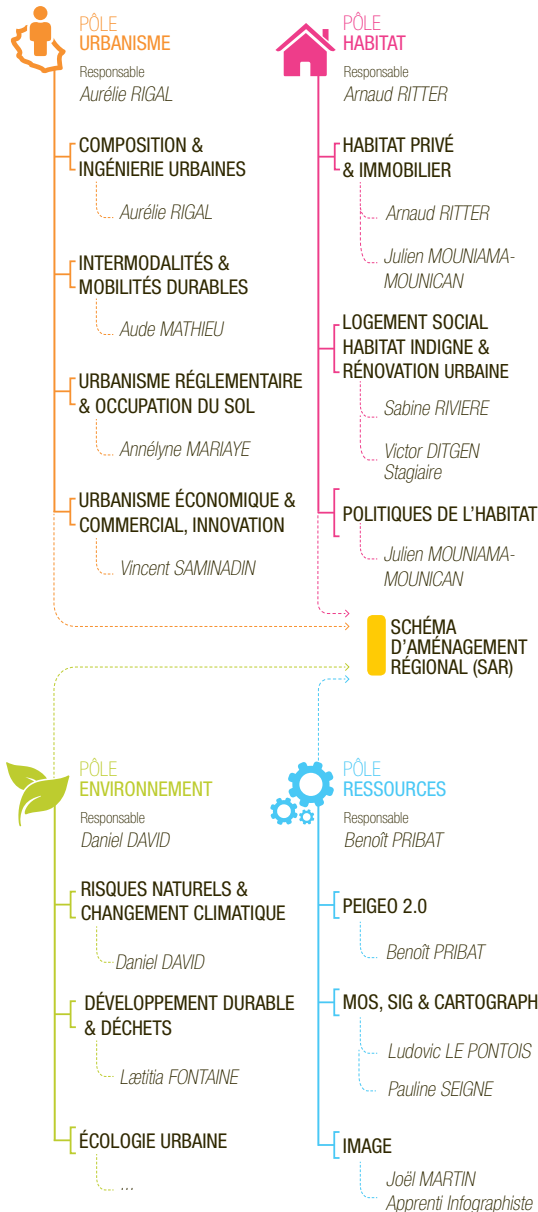 PÔLE
URBANISME
Responsable
Aurélie RIGAL
COMPOSITION &
INGÉNIERIE URBAINES
Aurélie RIGAL
INTERMODALITÉS &
MOBILITÉS DURABLES
Aude MATHIEU
URBANISME RÉGLEMENTAIRE
& OCCUPATION DU SOL
Annélyne MARIAYE
URBANISME ÉCONOMIQUE &
COMMERCIAL, INNOVATION
Vincent SAMINADIN
PÔLE
HABITAT
Responsable
Arnaud RITTER
HABITAT PRIVÉ
& IMMOBILIER
Arnaud RITTER
Julien MOUNIAMA-
MOUNICAN
LOGEMENT SOCIAL
HABITAT INDIGNE &
RÉNOVATION URBAINE
Sabine RIVIERE
Victor DITGEN
Stagiaire
POLITIQUES DE L'HABITAT
Julien MOUNIAMA-
MOUNICAN
SCHÉMA
D'AMÉNAGEMENT
RÉGIONAL (SAR)
PÔLE
ENVIRONNEMENT
Responsable
Daniel DAVID
RISQUES NATURELS &
CHANGEMENT CLIMATIQUE
Daniel DAVID
DÉVELOPPEMENT DURABLE
& DÉCHETS
Lætitia FONTAINE
ÉCOLOGIE URBAINE
...
PÔLE
RESSOURCES
Responsable
Benoît PRIBAT
PEIGEO 2.0
Benoît PRIBAT
MOS, SIG & CARTOGRAPH
Ludovic LE PONTOIS
Pauline SEIGNE
IMAGE
Joël MARTIN
Apprenti Infographiste